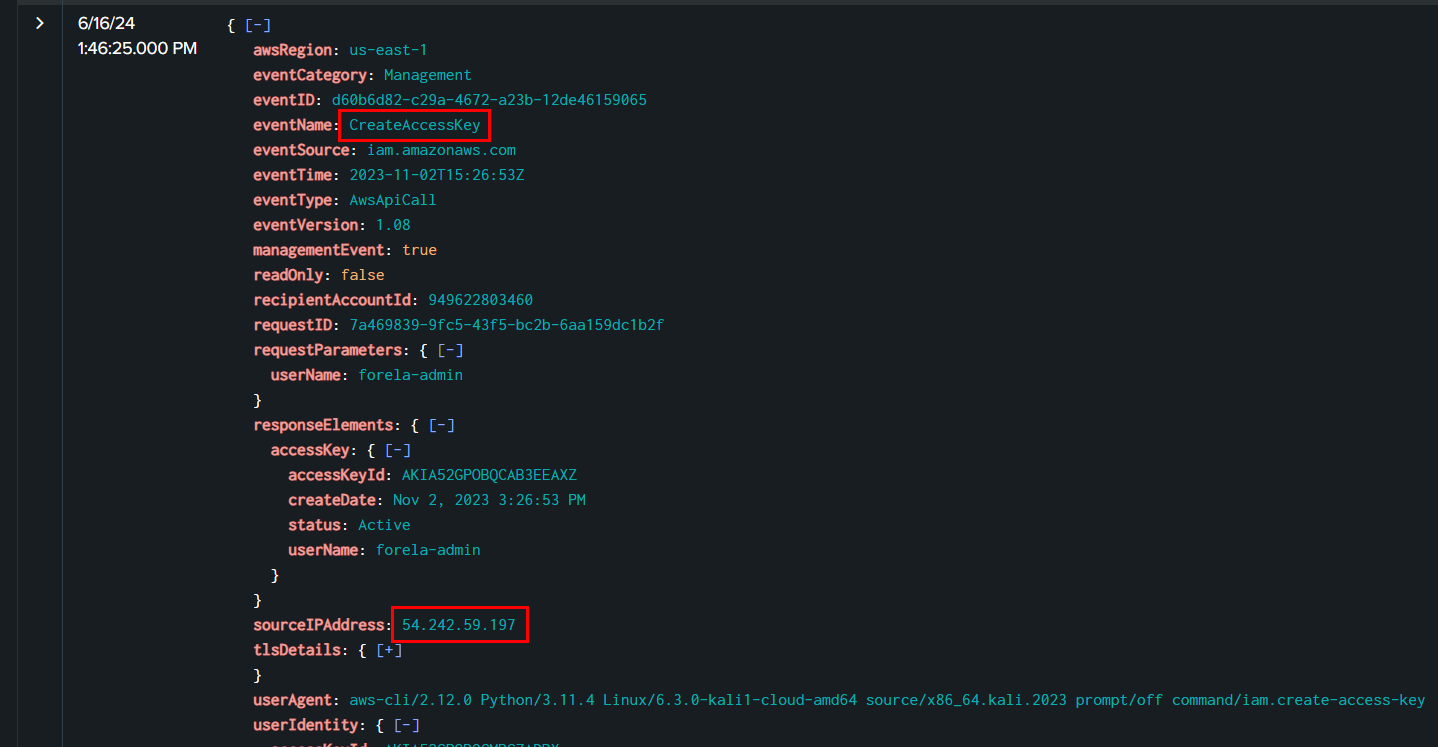 6/16/24
1:46:25.000 PM
{ [-]
awsRegion: us-east-1
eventCategory: Management
eventID: d60b6d82-c29a-4672-a23b-12de46159065
eventName: CreateAccessKey
eventSource: iam.amazonaws.com
eventTime: 2023-11-02T15:26:53Z
eventType: AwsApiCall
eventVersion: 1.08
managementEvent: true
readOnly: false
recipientAccountId: 949622803460
requestID: 7a469839-9fc5-43f5-bc2b-6aa159dc1b2f
requestParameters: { [-]
userName: forela-admin
}
responseElements: { [-]
accessKey: { [-]
accessKeyId: AKIA52GPOBQCAB3EEAXZ
createDate: Nov 2, 2023 3:26:53 PM
status: Active
userName: forela-admin
}
}
sourceIPAddress: 54.242.59.197
tlsDetails: { [+]
}
userAgent: aws-cli/2.12.0 Python/3.11.4 Linux/6.3.0-kali1-cloud-amd64 source/x86_64.kali.2023 prompt/off command/iam.create-access-key
userIdentity: { [-]